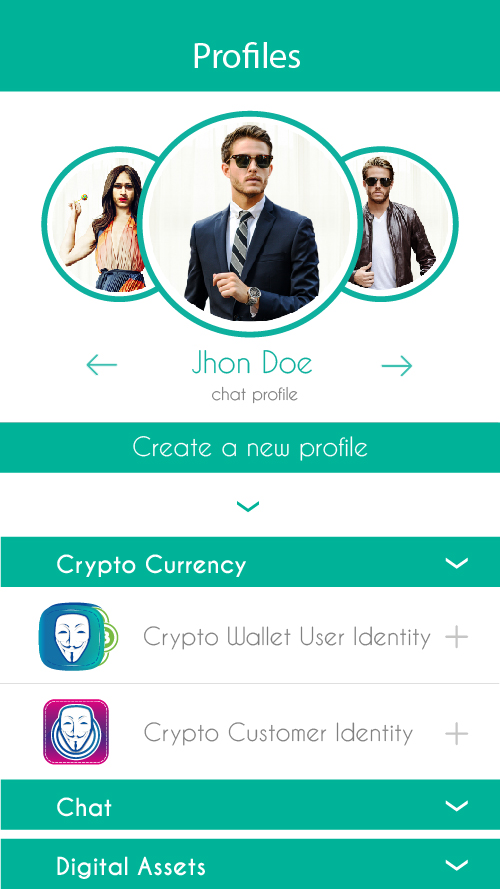 Profiles
Jhon Doe
chat profile
Create a new profile
Crypto Currency
Crypto Wallet User Identity
Crypto Customer Identity
Chat
Digital Assets